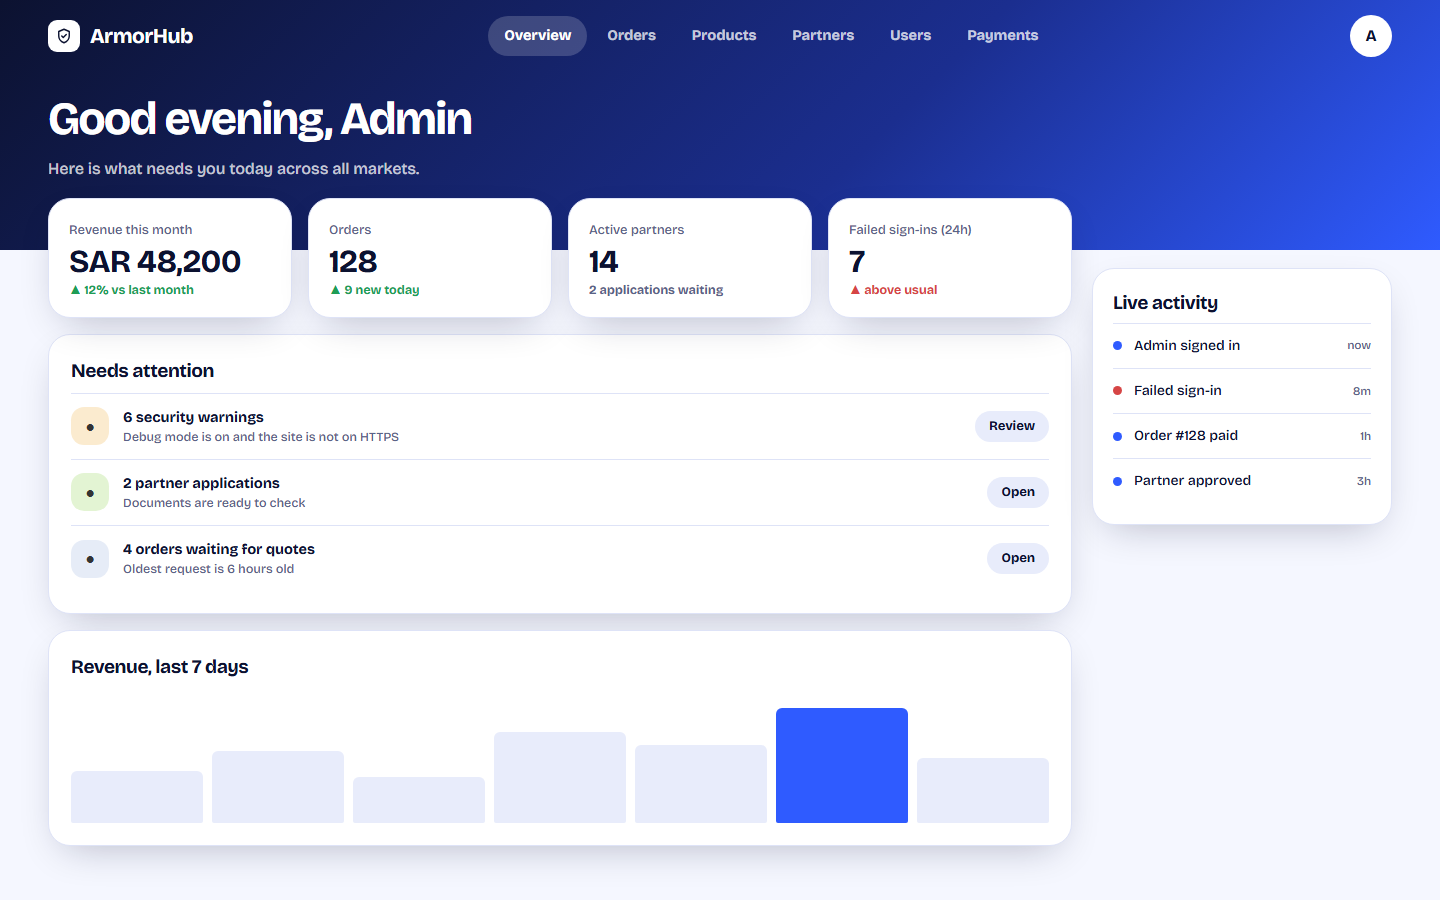 ArmorHub
Overview
Orders
Products
Partners
Users
Payments
A
Good evening, Admin
Here is what needs you today across all markets.
Revenue this month
SAR 48,200
▲ 12% vs last month
Orders
128
▲ 9 new today
Active partners
14
2 applications waiting
Failed sign-ins (24h)
7
▲ above usual
Needs attention
6 security warnings
Debug mode is on and the site is not on HTTPS
Review
2 partner applications
Documents are ready to check
Open
4 orders waiting for quotes
Oldest request is 6 hours old
Open
Revenue, last 7 days
Live activity
Admin signed in now
Failed sign-in 8m
Order #128 paid 1h
Partner approved 3h